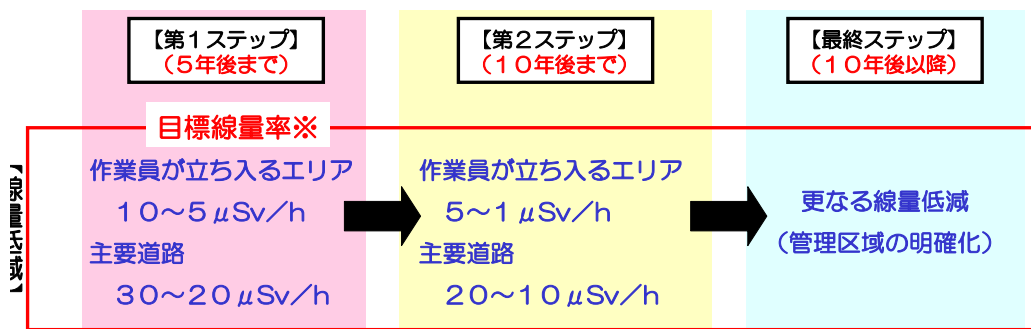 【第1ステップ】
(5年後まで)
【第2ステップ】
(10年後まで)
【最終ステップ】
(10年後以降)
目標線量率※
【線量低減】
作業員が立ち入るエリア
10~5μSv/h
主要道路
30~20μSv/h
作業員が立ち入るエリア
5~1μSv/h
主要道路
20~10μSv/h
更なる線量低減
(管理区域の明確化)